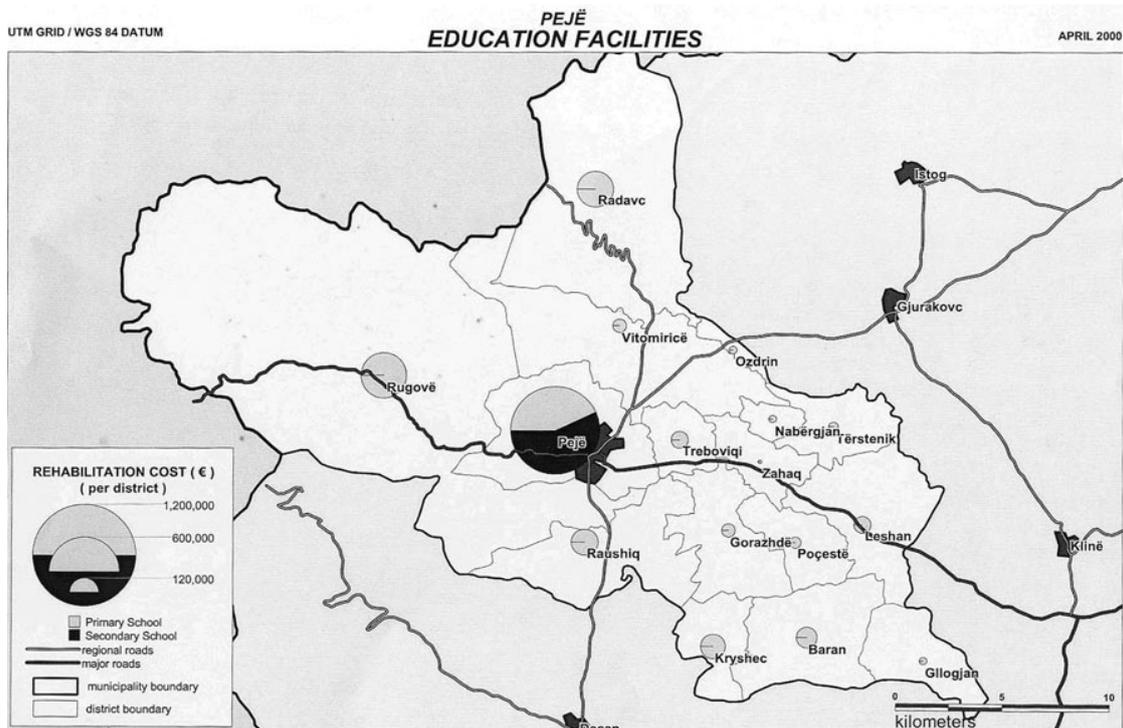 UTM GRID / WGS 84 DATUM
PEJË
EDUCATION FACILITIES
APRIL 2000
Istog
Radavc
Gjurakovc
Vitomiricë
Ozdrin
Rugovë
Nabërgjan
Tërstenik
Pejë
Treboviqi
Zahaq
Leshan
Gorazhdë
Poçestë
Klinë
Raushiq
Kryshec
Baran
Gllogjan
REHABILITATION COST ( € )
( per district )
1,200,000
600,000
120,000
Primary School
Secondary School
regional roads
major roads
municipality boundary
district boundary
0 5 10
kilometers